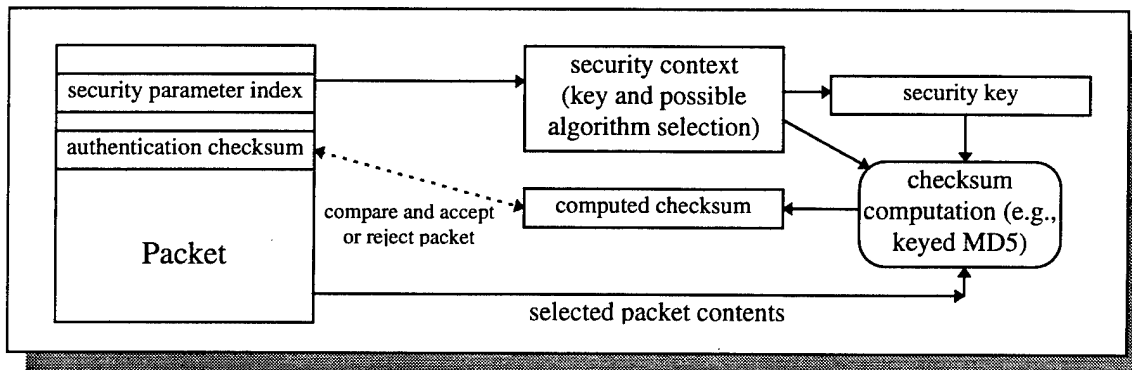 security parameter index
authentication checksum
Packet
security context
(key and possible
algorithm selection)
security key
checksum
computation (e.g.,
keyed MD5)
computed checksum
compare and accept
or reject packet
selected packet contents